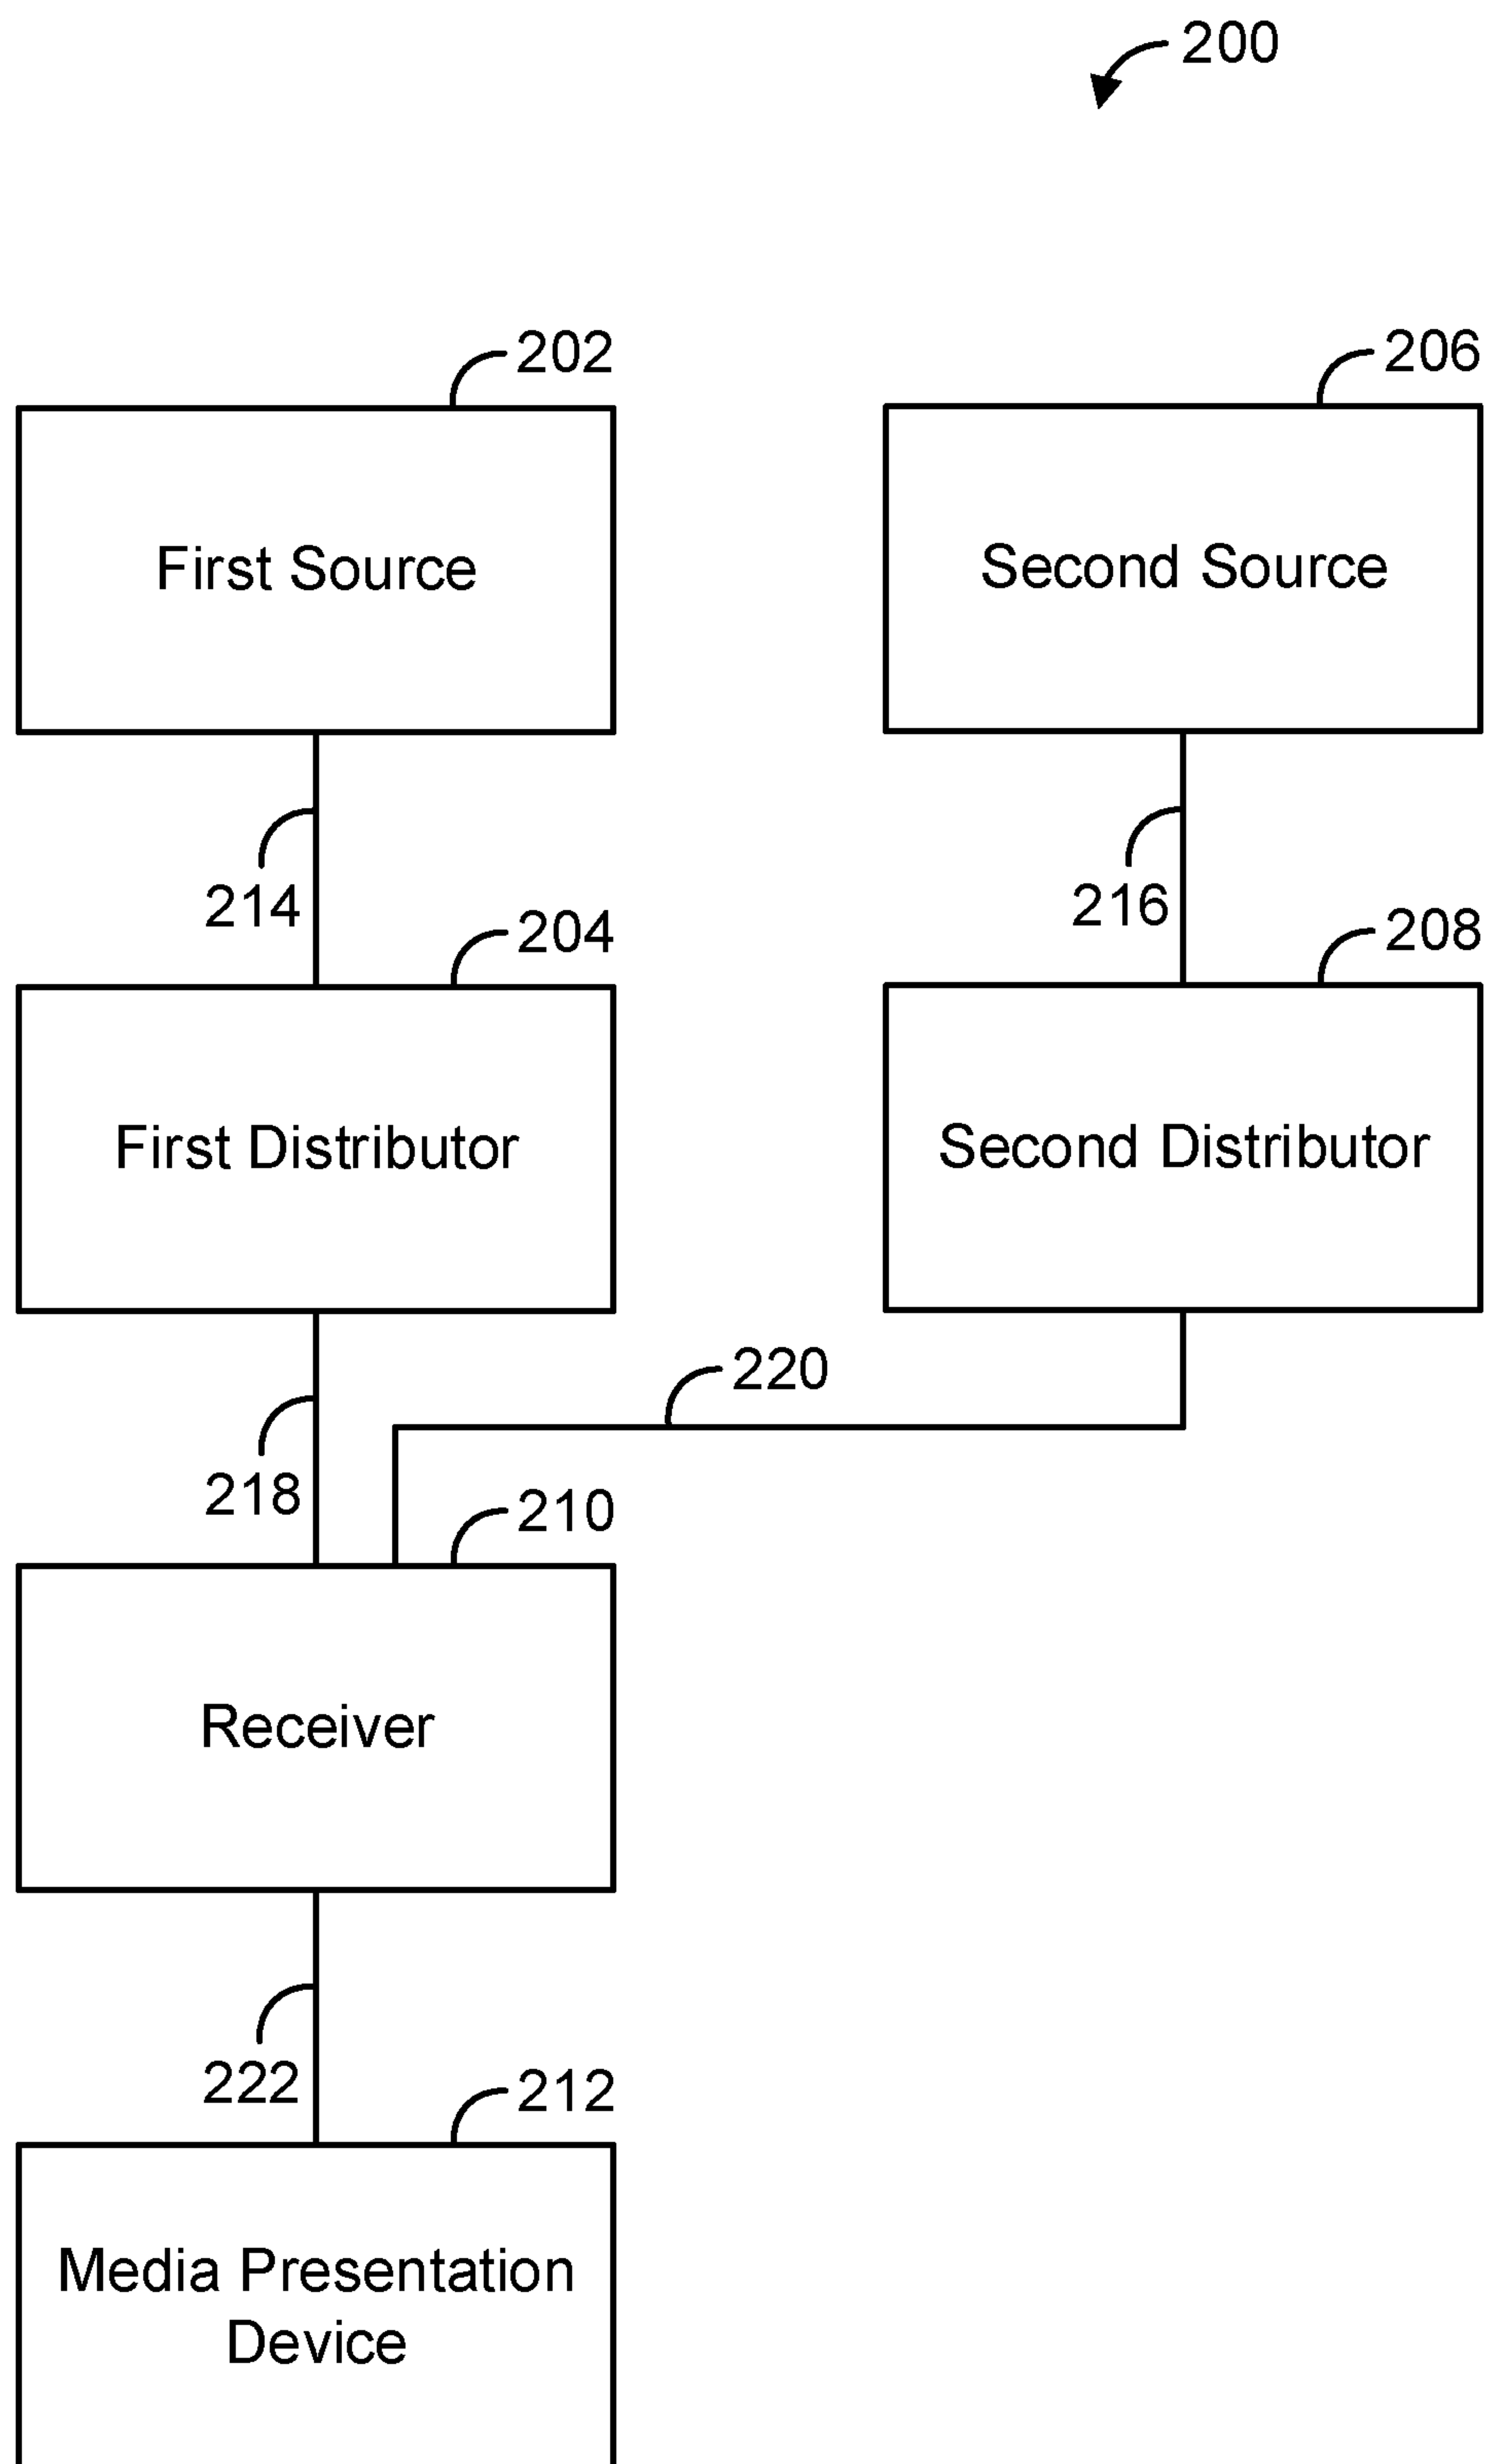 200
202
206
First Source
Second Source
214
216
204
208
First Distributor
Second Distributor
220
218
210
Receiver
222
212
Media Presentation
Device